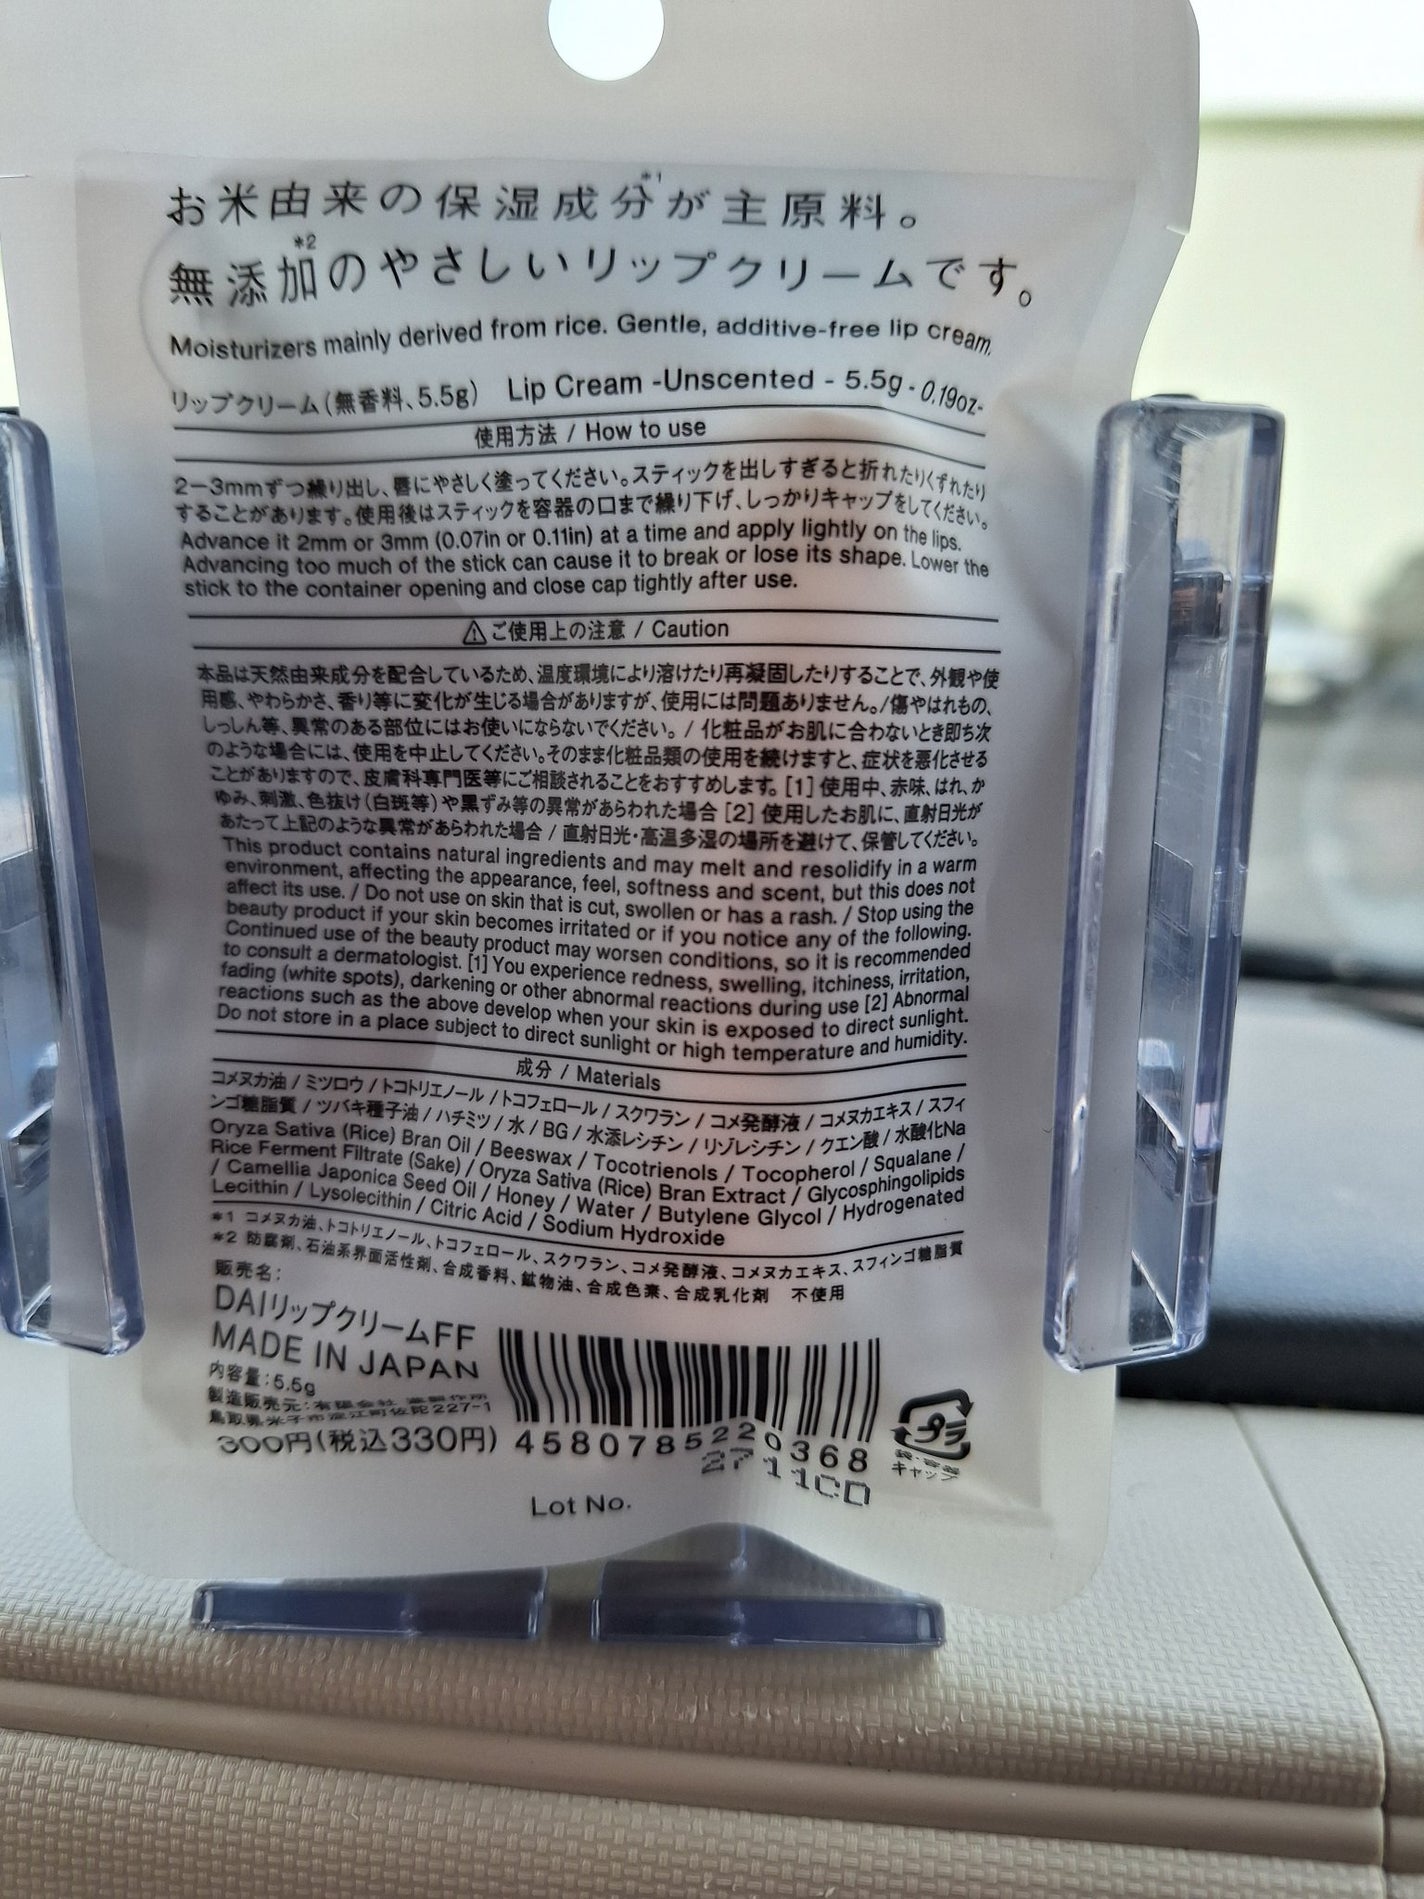 お米由来の保湿成分*1が主原料。
無添加*2のやさしいリップクリームです。
Moisturizers mainly derived from rice. Gentle, additive-free lip cream.
リップクリーム(無香料、5.5g) Lip Cream -Unscented - 5.5g - 0.19oz-
使用方法 / How to use
2−3mmずつ繰り出し、唇にやさしく塗ってください。スティックを出しすぎると折れたりくずれたり
することがあります。使用後はスティックを容器の口まで繰り下げ、しっかりキャップをしてください。
Advance it 2mm or 3mm (0.07in or 0.11in) at a time and apply lightly on the lips.
Advancing too much of the stick can cause it to break or lose its shape. Lower the
stick to the container opening and close cap tightly after use.
⚠ご使用上の注意 / Caution
本品は天然由来成分を配合しているため、温度環境により溶けたり再凝固したりすることで、外観や使
用感、やわらかさ、香り等に変化が生じる場合がありますが、使用には問題ありません。/傷やはれもの、
しっしん等、異常のある部位にはお使いにならないでください。/ 化粧品がお肌に合わないとき即ち次
のような場合には、使用を中止してください。そのまま化粧品類の使用を続けますと、症状を悪化させる
ことがありますので、皮膚科専門医等にご相談されることをおすすめします。[1] 使用中、赤味、はれ、か
ゆみ、刺激、色抜け(白斑等)や黒ずみ等の異常があらわれた場合 [2] 使用したお肌に、直射日光が
あたって上記のような異常があらわれた場合 / 直射日光・高温多湿の場所を避けて、保管してください。
This product contains natural ingredients and may melt and resolidify in a warm
environment, affecting the appearance, feel, softness and scent, but this does not
affect its use. / Do not use on skin that is cut, swollen or has a rash. / Stop using the
beauty product if your skin becomes irritated or if you notice any of the following.
Continued use of the beauty product may worsen conditions, so it is recommended
to consult a dermatologist. [1] You experience redness, swelling, itchiness, irritation,
fading (white spots), darkening or other abnormal reactions during use [2] Abnormal
reactions such as the above develop when your skin is exposed to direct sunlight.
Do not store in a place subject to direct sunlight or high temperature and humidity.
成分 / Materials
コメヌカ油 / ミツロウ / トコトリエノール / トコフェロール / スクワラン / コメ発酵液 / コメヌカエキス / スフィ
ンゴ糖脂質 / ツバキ種子油 / ハチミツ / 水 / BG / 水添レシチン / リゾレシチン / クエン酸 / 水酸化Na
Oryza Sativa (Rice) Bran Oil / Beeswax / Tocotrienols / Tocopherol / Squalane /
Rice Ferment Filtrate (Sake) / Oryza Sativa (Rice) Bran Extract / Glycosphingolipids
/ Camellia Japonica Seed Oil / Honey / Water / Butylene Glycol / Hydrogenated
Lecithin / Lysolecithin / Citric Acid / Sodium Hydroxide
*1 コメヌカ油、トコトリエノール、トコフェロール、スクワラン、コメ発酵液、コメヌカエキス、スフィンゴ糖脂質
*2 防腐剤、石油系界面活性剤、合成香料、鉱物油、合成色素、合成乳化剤 不使用
販売名:
DAIリップクリームFF
MADE IN JAPAN
内容量:5.5g
製造販売元:有限会社 製作所
鳥取県米子市淀江町佐陀227-1
300円(税込330円)
4580785220368
プラ
キャップ
2711CD
Lot No.